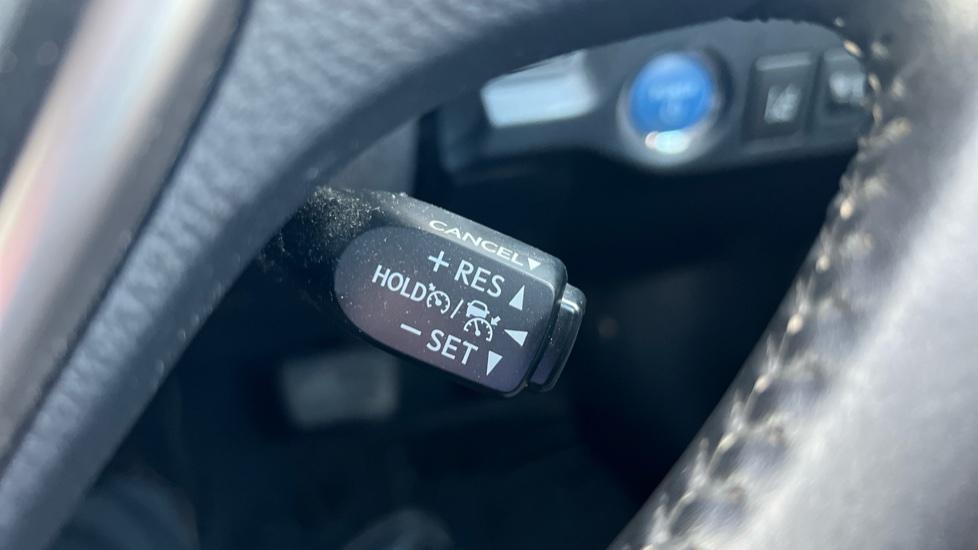 CANCEL▼
+ RES ▲
HOLD / ◀
− SET ▼